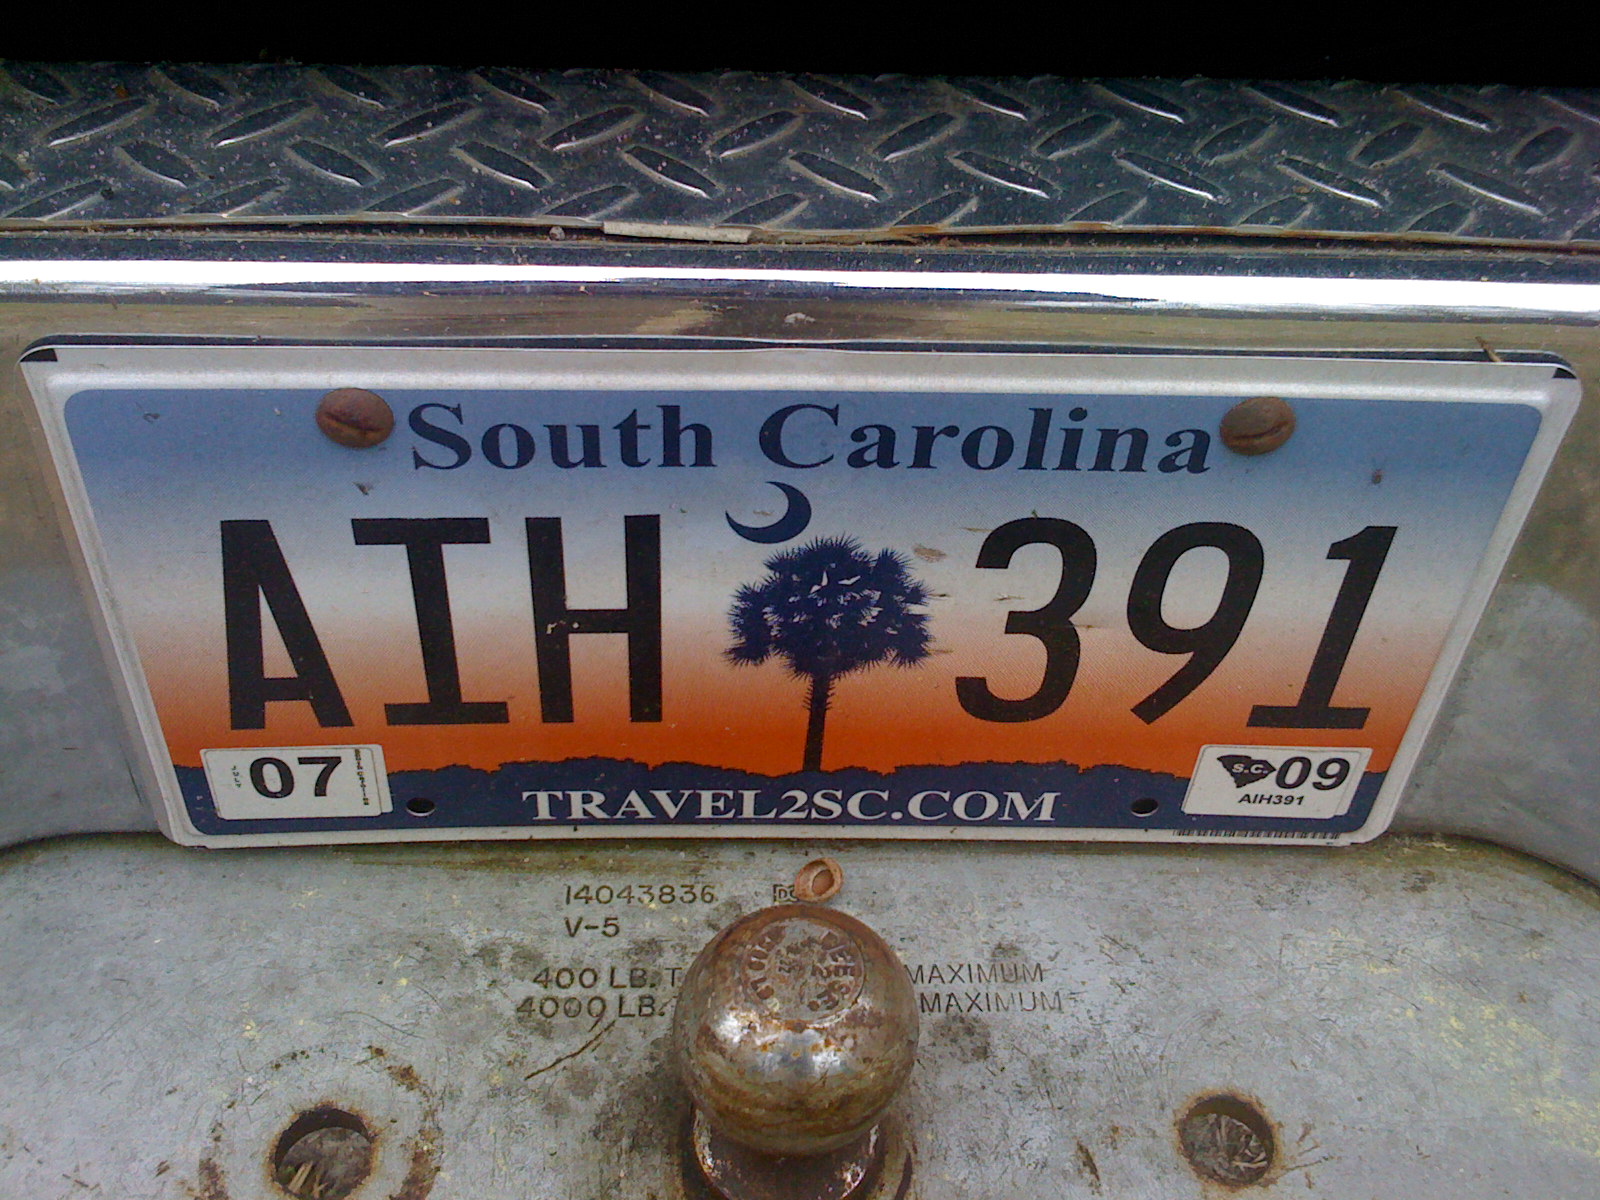 South Carolina
AIH 391
07
S.C. 09
AIH391
TRAVEL2SC.COM
14043836
V-5
400 LB. MAXIMUM
4000 LB. MAXIMUM